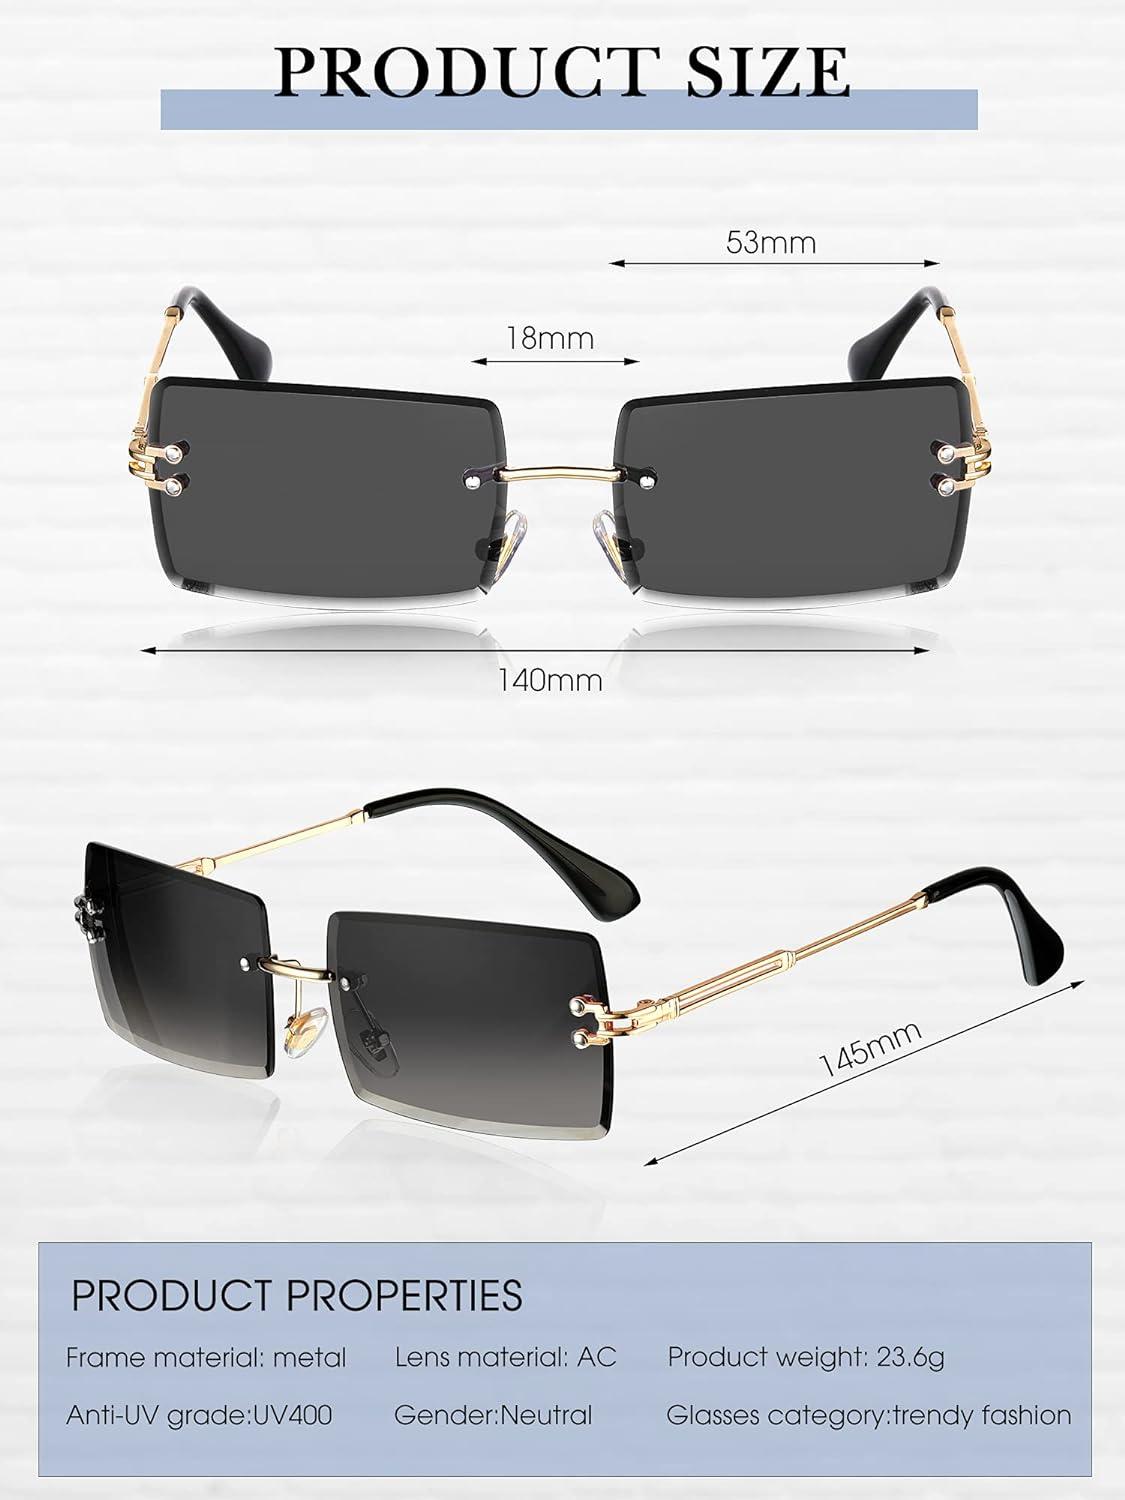 PRODUCT SIZE
53mm
18mm
140mm
145mm
PRODUCT PROPERTIES
Frame material: metal
Lens material: AC
Product weight: 23.6g
Anti-UV grade:UV400
Gender:Neutral
Glasses category:trendy fashion